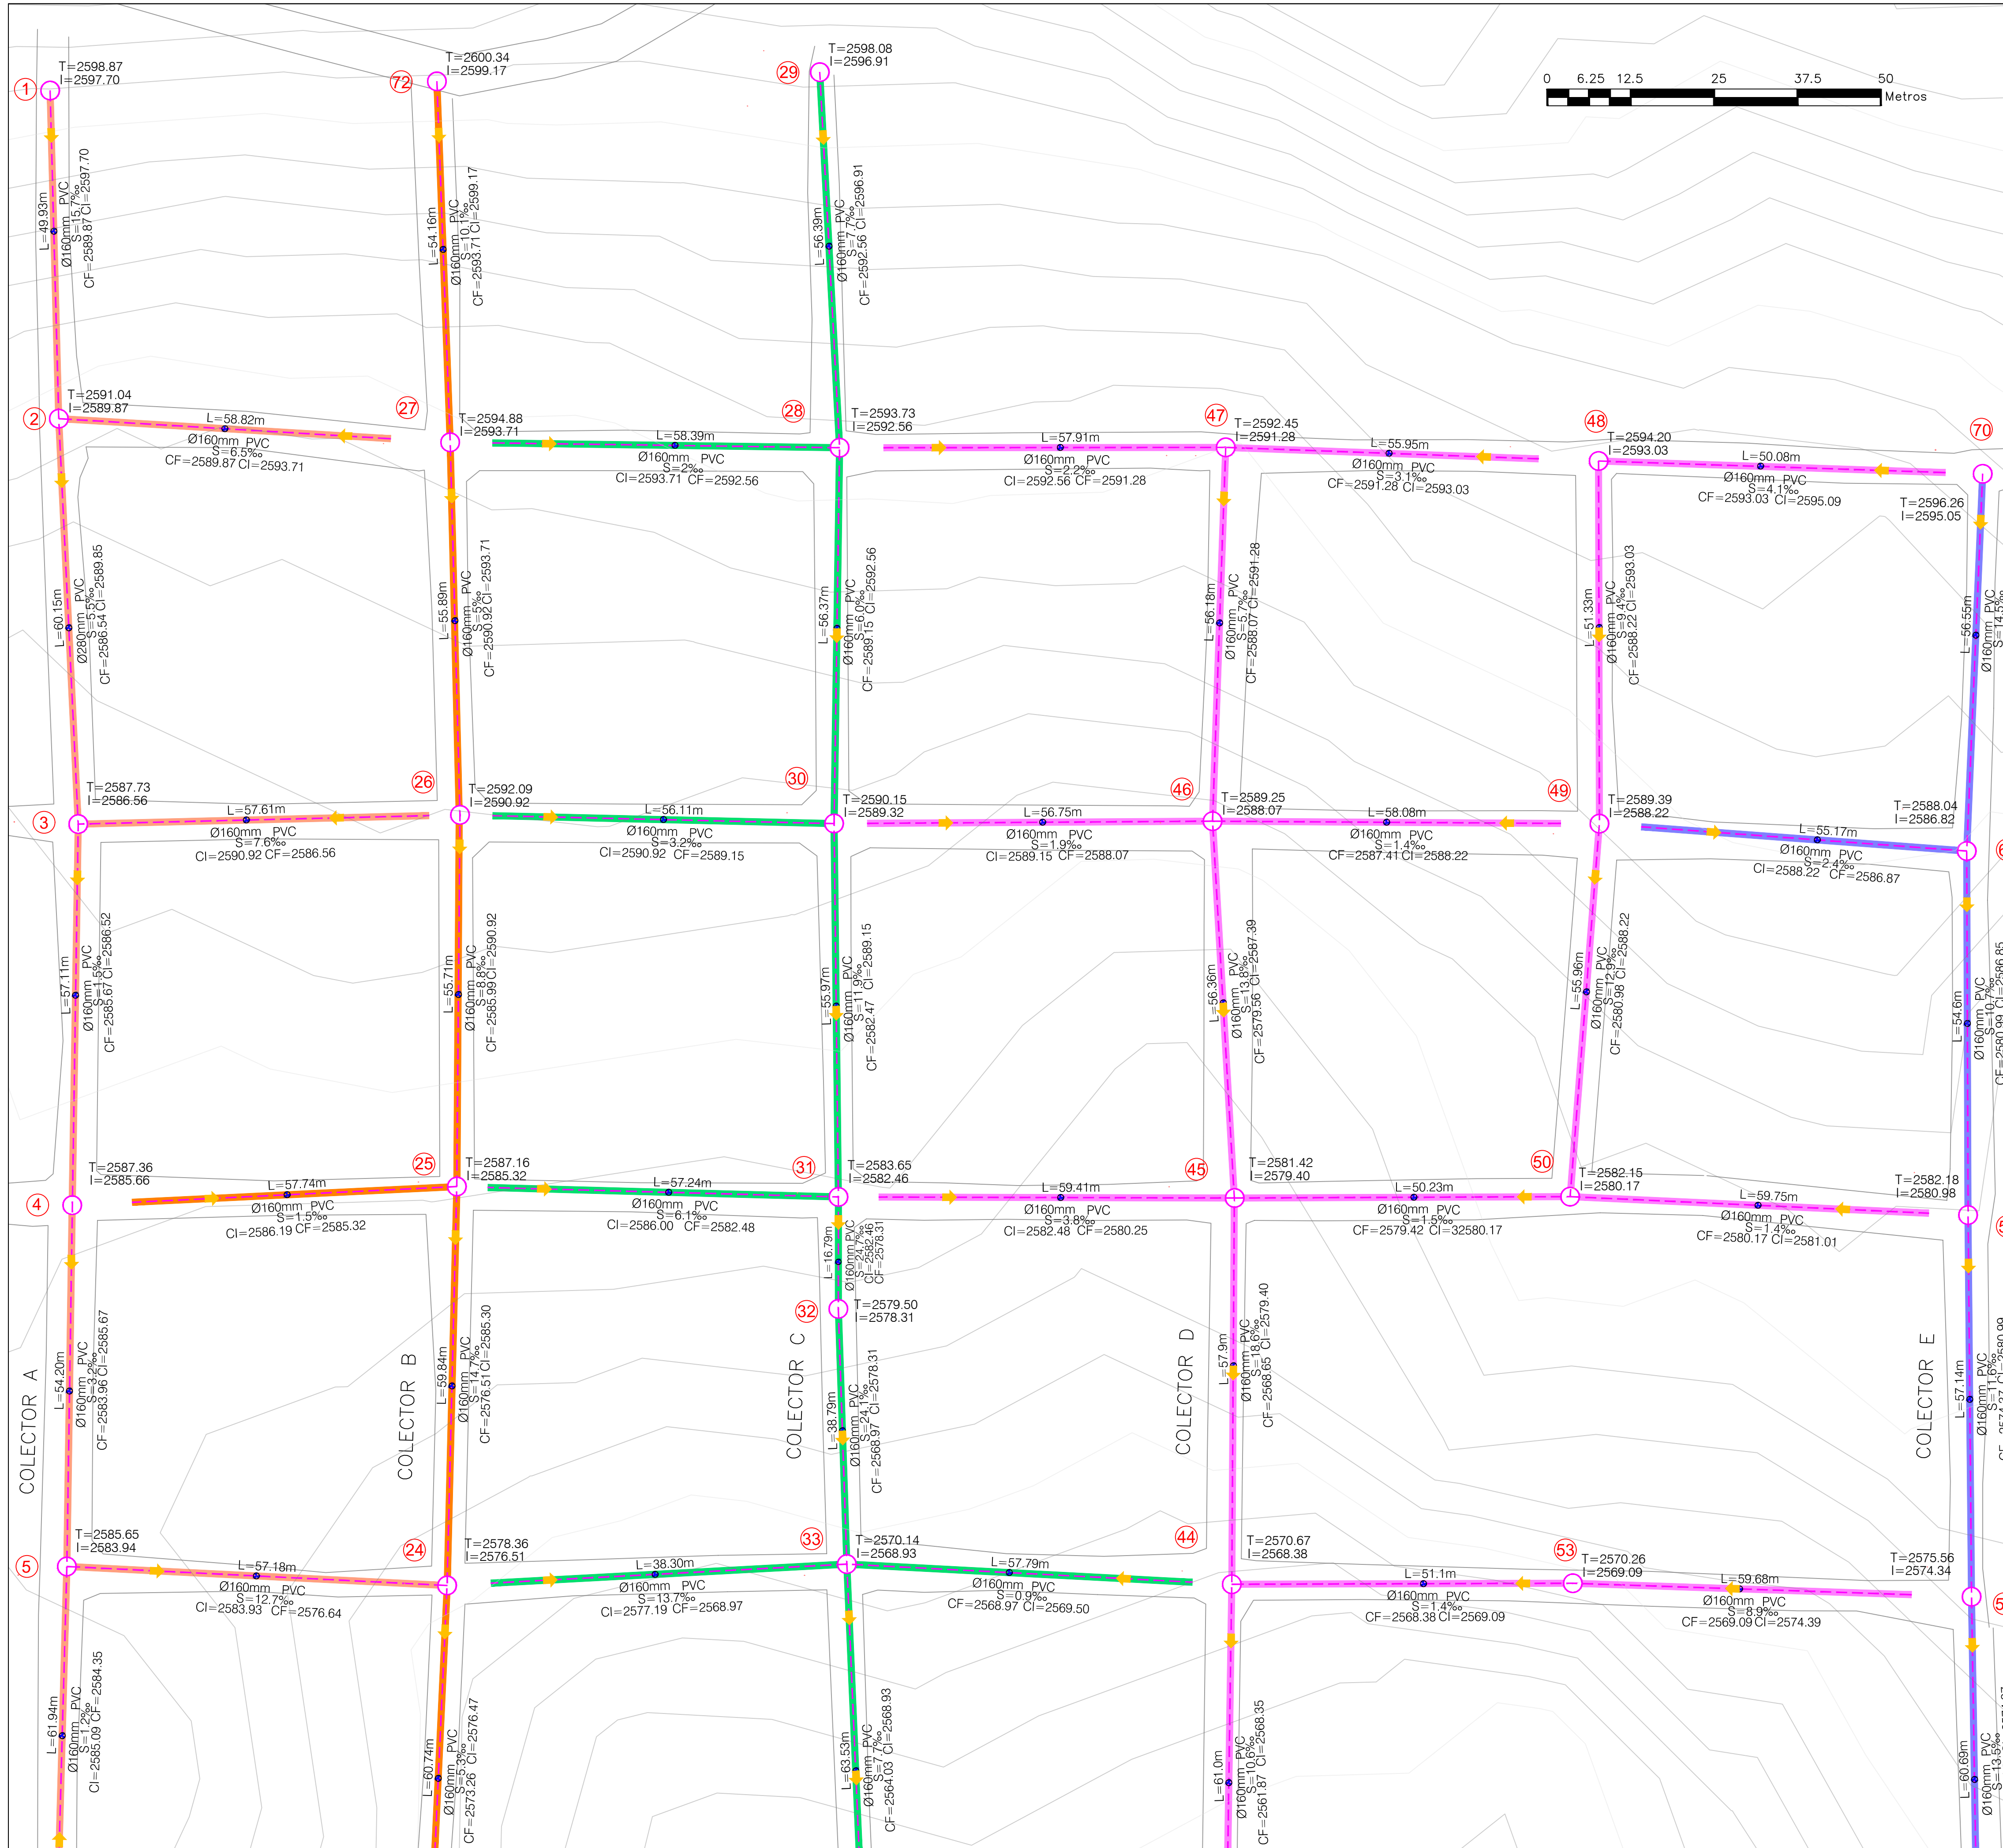 T=2598.87
I=2597.70
1
T=2600.34
I=2599.17
72
T=2598.08
I=2596.91
29
0 6.25 12.5 25 37.5 50
Metros
L=49.93m
Ø160mm PVC
S=15.7‰
CF=2589.87 CI=2597.70
L=54.16m
Ø160mm PVC
S=10.1‰
CF=2593.71 CI=2599.17
L=56.39m
Ø160mm PVC
S=7.7‰
CF=2592.56 CI=2596.91
T=2591.04
I=2589.87
2
L=58.82m
Ø160mm PVC
S=6.5‰
CF=2589.87 CI=2593.71
27
T=2594.88
I=2593.71
L=58.39m
Ø160mm PVC
S=2‰
CI=2593.71 CF=2592.56
28
T=2593.73
I=2592.56
L=57.91m
Ø160mm PVC
S=2.2‰
CI=2592.56 CF=2591.28
47
T=2592.45
I=2591.28
L=55.95m
Ø160mm PVC
S=3.1‰
CF=2591.28 CI=2593.03
48
T=2594.20
I=2593.03
L=50.08m
Ø160mm PVC
S=4.1‰
CF=2593.03 CI=2595.09
70
T=2596.26
I=2595.05
L=60.15m
Ø280mm PVC
S=5.5‰
CF=2586.54 CI=2589.85
L=55.89m
Ø160mm PVC
S=5‰
CF=2590.92 CI=2593.71
L=56.37m
Ø160mm PVC
S=6.0‰
CF=2589.15 CI=2592.56
L=56.18m
Ø160mm PVC
S=5.7‰
CF=2588.07 CI=2591.28
L=51.33m
Ø160mm PVC
S=9.4‰
CF=2588.22 CI=2593.03
L=56.55m
Ø160mm PVC
S=14.5‰
3
T=2587.73
I=2586.56
L=57.61m
Ø160mm PVC
S=7.6‰
CI=2590.92 CF=2586.56
26
T=2592.09
I=2590.92
L=56.11m
Ø160mm PVC
S=3.2‰
CI=2590.92 CF=2589.15
30
T=2590.15
I=2589.32
L=56.75m
Ø160mm PVC
S=1.9‰
CI=2589.15 CF=2588.07
46
T=2589.25
I=2588.07
L=58.08m
Ø160mm PVC
S=1.4‰
CF=2587.41 CI=2588.22
49
T=2589.39
I=2588.22
L=55.17m
Ø160mm PVC
S=2.4‰
CI=2588.22 CF=2586.87
T=2588.04
I=2586.82
L=57.11m
Ø160mm PVC
S=1.5‰
CF=2585.67 CI=2586.52
L=55.71m
Ø160mm PVC
S=8.8‰
CF=2585.99 CI=2590.92
L=55.97m
Ø160mm PVC
S=11.9‰
CF=2582.47 CI=2589.15
L=56.36m
Ø160mm PVC
S=13.8‰
CF=2579.56 CI=2587.39
L=55.96m
Ø160mm PVC
S=12.9‰
CF=2580.98 CI=2588.22
L=54.6m
Ø160mm PVC
S=10.7‰
CF=2580.99 CI=2586.85
4
T=2587.36
I=2585.66
L=57.74m
Ø160mm PVC
S=1.5‰
CI=2586.19 CF=2585.32
25
T=2587.16
I=2585.32
L=57.24m
Ø160mm PVC
S=6.1‰
CI=2586.00 CF=2582.48
31
T=2583.65
I=2582.46
L=59.41m
Ø160mm PVC
S=3.8‰
CI=2582.48 CF=2580.25
45
T=2581.42
I=2579.40
L=50.23m
Ø160mm PVC
S=1.5‰
CF=2579.42 CI=32580.17
50
T=2582.15
I=2580.17
L=59.75m
Ø160mm PVC
S=1.4‰
CF=2580.17 CI=2581.01
T=2582.18
I=2580.98
L=16.79m
Ø160mm PVC
S=24.7‰
CI=2582.46
CF=2578.31
32
T=2579.50
I=2578.31
COLECTOR A
L=54.20m
Ø160mm PVC
S=3.2‰
CF=2583.96 CI=2585.67
COLECTOR B
L=59.84m
Ø160mm PVC
S=14.7‰
CF=2576.51 CI=2585.30
COLECTOR C
L=38.79m
Ø160mm PVC
S=24.1‰
CF=2568.97 CI=2578.31
COLECTOR D
L=57.9m
Ø160mm PVC
S=18.6‰
CF=2568.65 CI=2579.40
COLECTOR E
L=57.14m
Ø160mm PVC
S=11.6‰
5
T=2585.65
I=2583.94
L=57.18m
Ø160mm PVC
S=12.7‰
CI=2583.93 CF=2576.64
24
T=2578.36
I=2576.51
L=38.30m
Ø160mm PVC
S=13.7‰
CI=2577.19 CF=2568.97
33
T=2570.14
I=2568.93
L=57.79m
Ø160mm PVC
S=0.9‰
CF=2568.97 CI=2569.50
44
T=2570.67
I=2568.38
L=51.1m
Ø160mm PVC
S=1.4‰
CF=2568.38 CI=2569.09
53
T=2570.26
I=2569.09
L=59.68m
Ø160mm PVC
S=8.9‰
CF=2569.09 CI=2574.39
T=2575.56
I=2574.34
L=61.94m
Ø160mm PVC
S=1.2‰
CI=2585.09 CF=2584.35
L=60.74m
Ø160mm PVC
S=5.3‰
CF=2573.26 CI=2576.47
L=63.53m
Ø160mm PVC
S=7.7‰
CF=2564.03 CI=2568.93
L=61.0m
Ø160mm PVC
S=10.6‰
CF=2561.87 CI=2568.35
L=60.69m
Ø160mm PVC
S=13.5‰